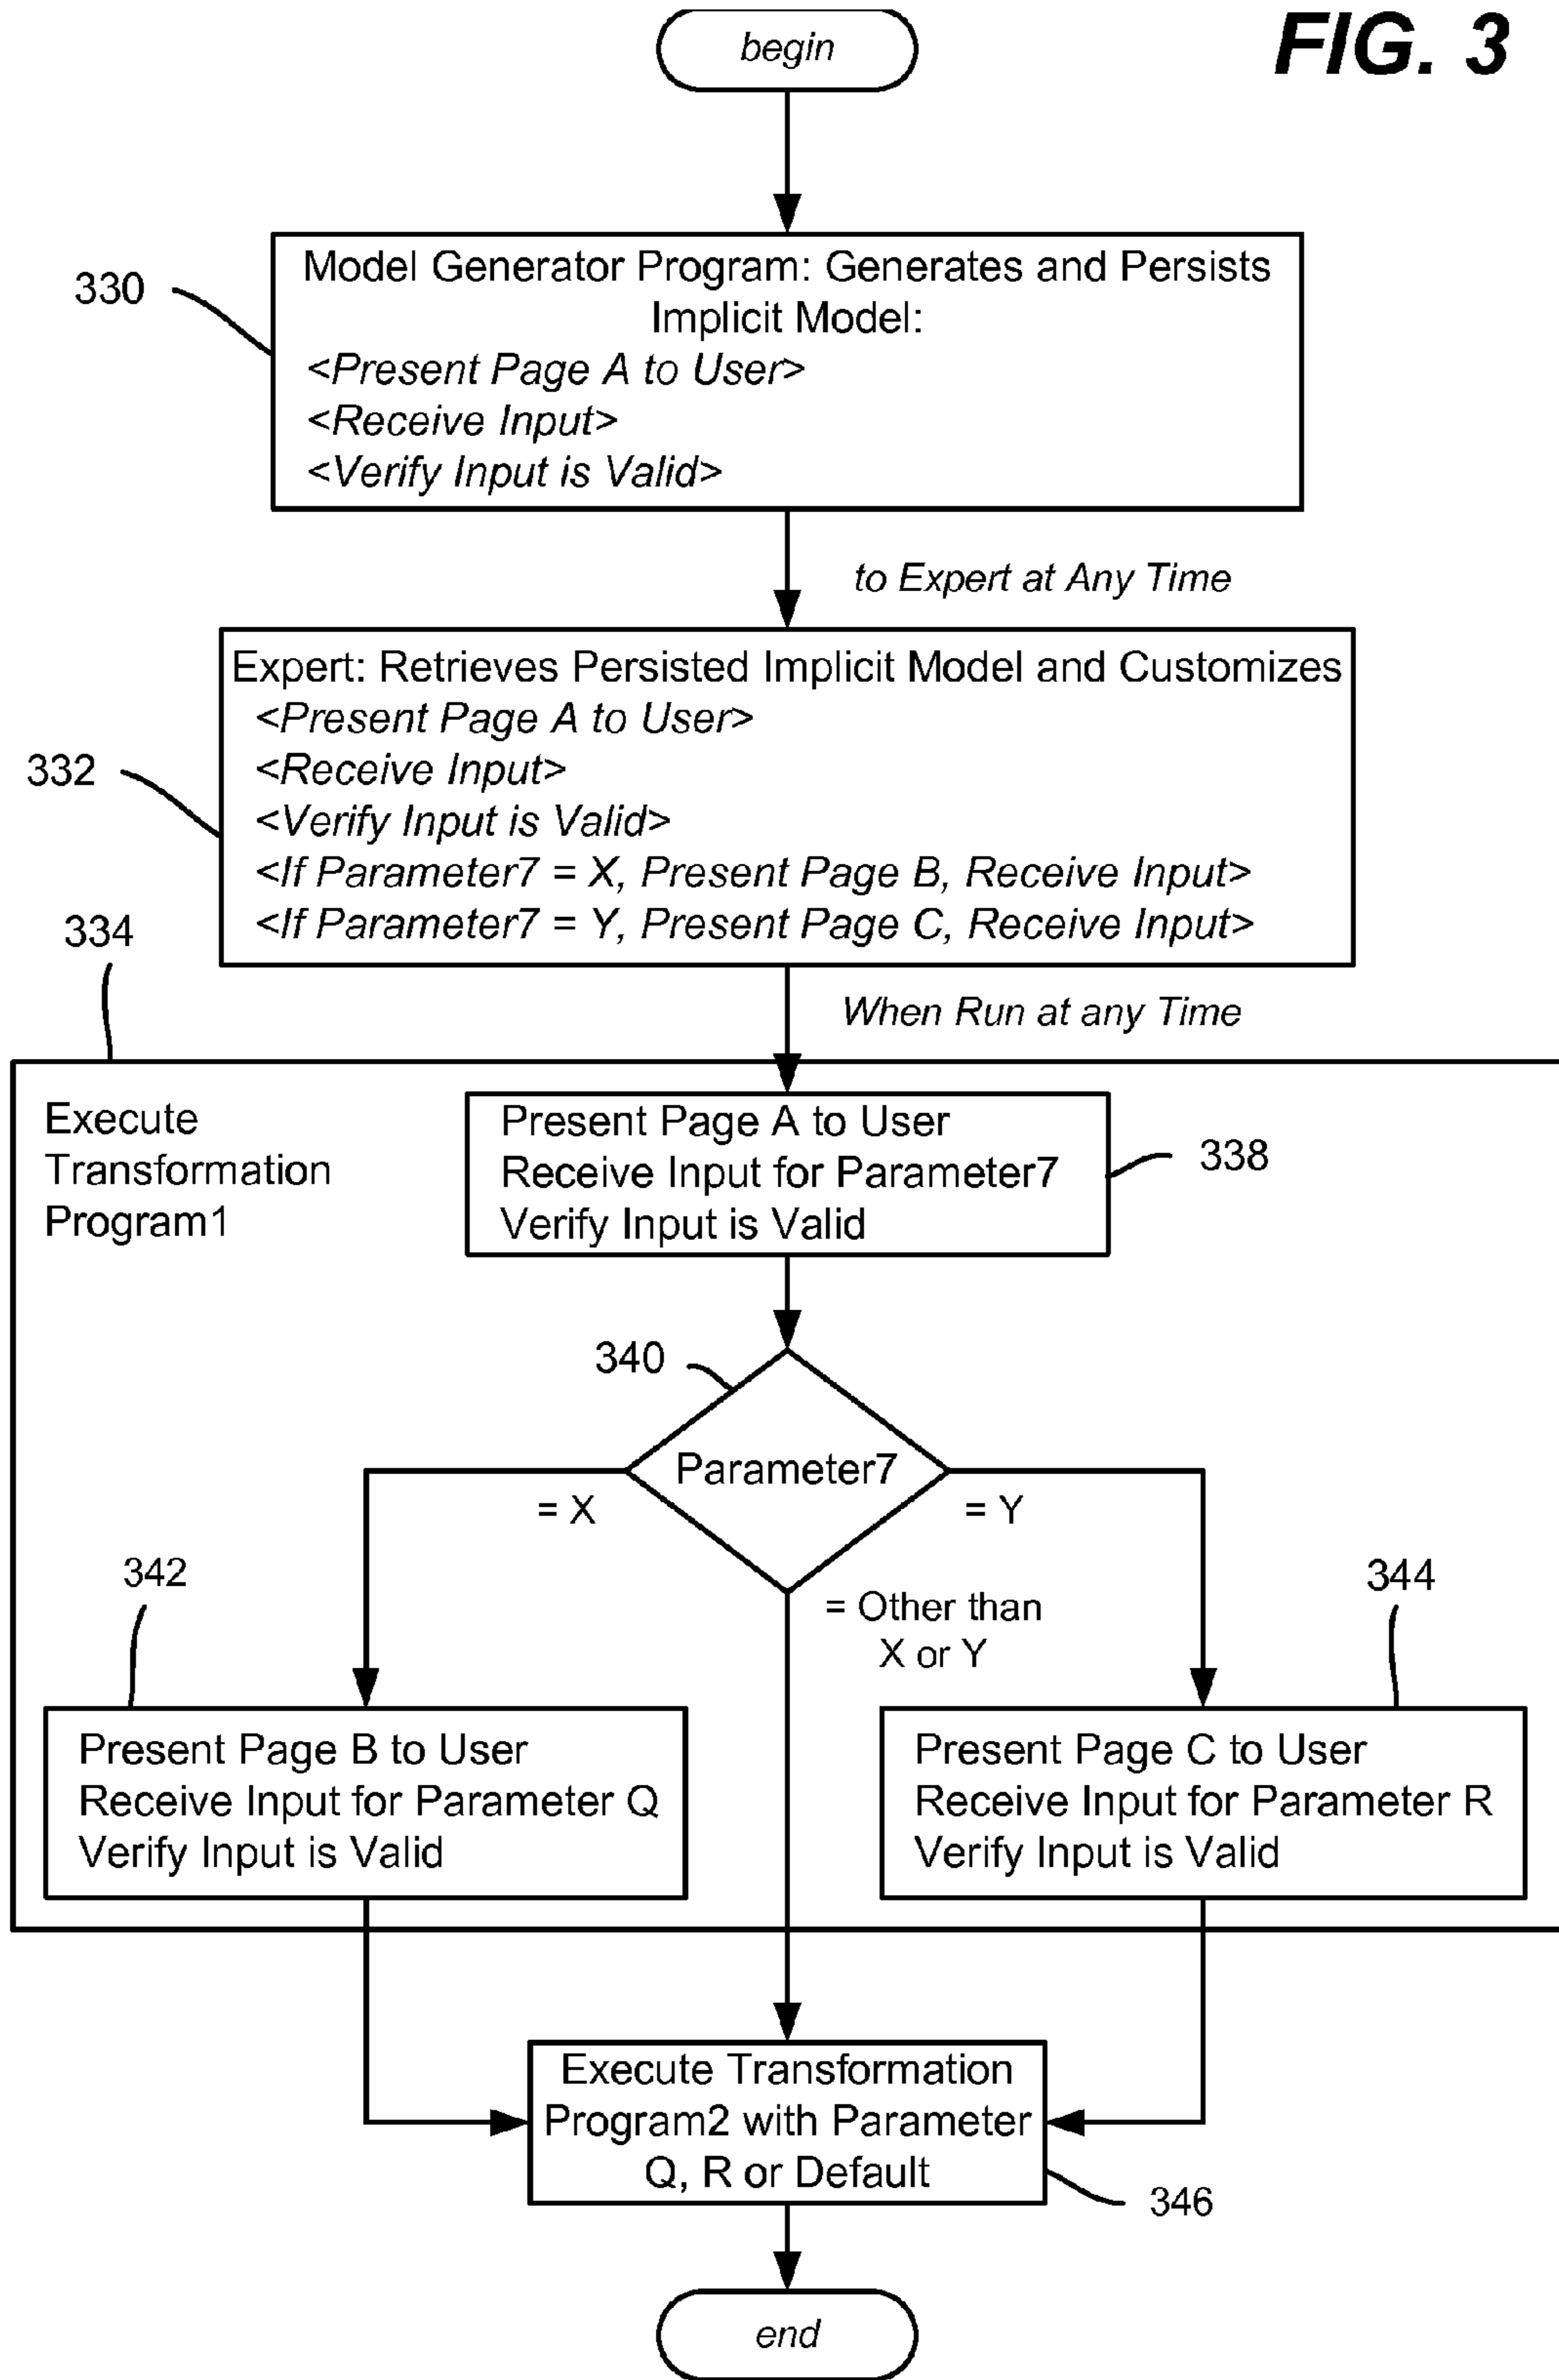 FIG. 3
begin
330
Model Generator Program: Generates and Persists
Implicit Model:
<Present Page A to User>
<Receive Input>
<Verify Input is Valid>
to Expert at Any Time
332
Expert: Retrieves Persisted Implicit Model and Customizes
<Present Page A to User>
<Receive Input>
<Verify Input is Valid>
<If Parameter7 = X, Present Page B, Receive Input>
<If Parameter7 = Y, Present Page C, Receive Input>
334
When Run at any Time
Execute
Transformation
Program1
Present Page A to User
Receive Input for Parameter7
Verify Input is Valid
338
340
Parameter7
= X
= Y
= Other than
X or Y
342
Present Page B to User
Receive Input for Parameter Q
Verify Input is Valid
344
Present Page C to User
Receive Input for Parameter R
Verify Input is Valid
Execute Transformation
Program2 with Parameter
Q, R or Default
346
end